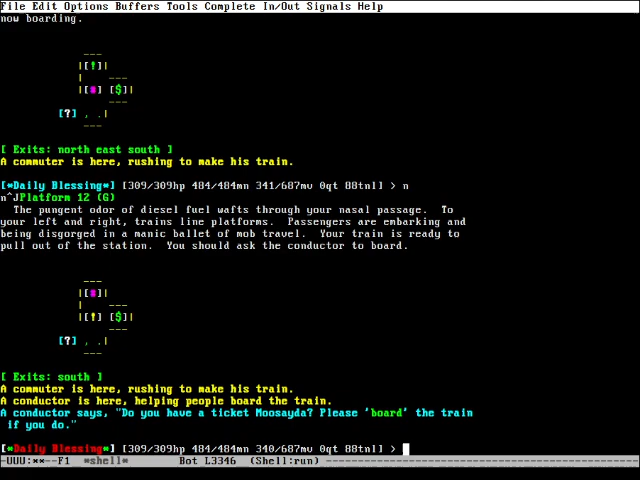 File Edit Options Buffers Tools Complete In/Out Signals Help
now boarding.
---
|[!]
|    ---
|[*] [$]|
---
[?] , .|
---
[ Exits: north east south ]
A commuter is here, rushing to make his train.
[*Daily Blessing*] [309/309hp 484/484mn 341/687mv 0qt 88tnl] > n
n^JPlatform 12 (G)
The pungent odor of diesel fuel wafts through your nasal passage.  To
your left and right, trains line platforms.  Passengers are embarking and
being disgorged in a manic ballet of mob travel.  Your train is ready to
pull out of the station.  You should ask the conductor to board.
---
|[*]|
|    ---
|[!] [$]|
---
[?] , .|
---
[ Exits: south ]
A commuter is here, rushing to make his train.
A conductor is here, helping people board the train.
A conductor says, "Do you have a ticket Moosayda? Please 'board' the train
if you do."
[*Daily Blessing*] [309/309hp 484/484mn 340/687mv 0qt 88tnl] >
-UUU:**--F1  *shell*        Bot L3346  (Shell:run)